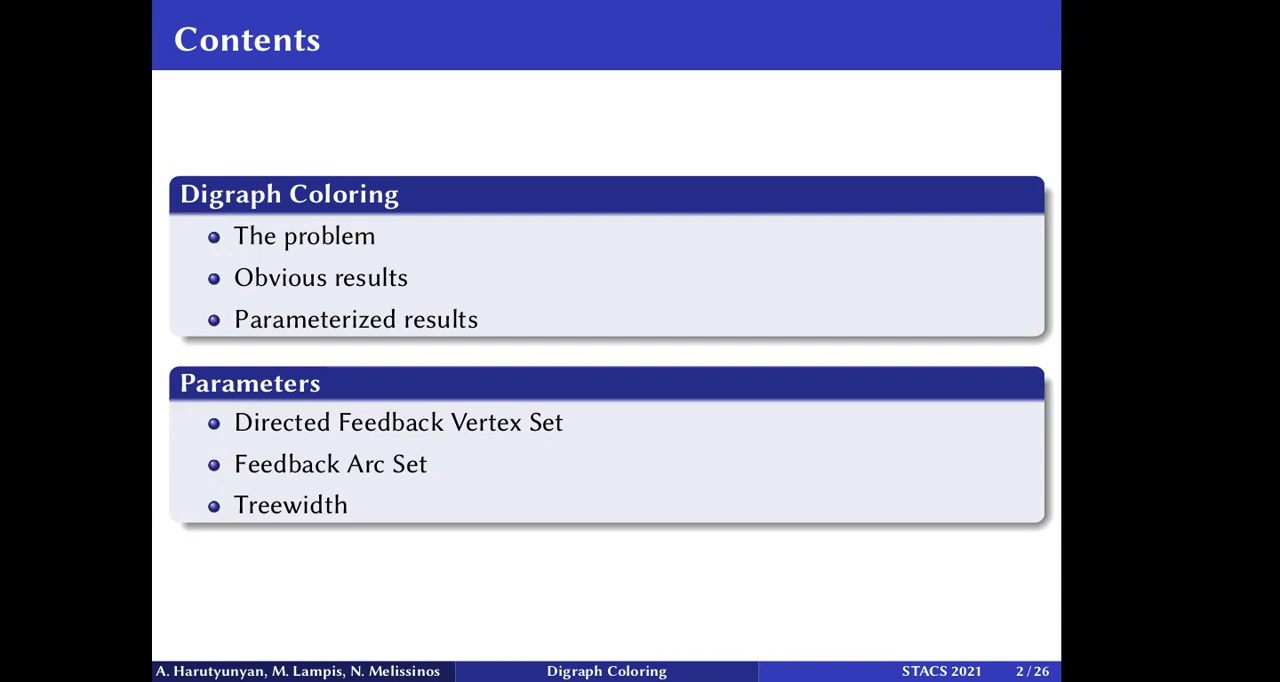 Contents
Digraph Coloring
The problem
Obvious results
Parameterized results
Parameters
Directed Feedback Vertex Set
Feedback Arc Set
Treewidth
A. Harutyunyan, M. Lampis, N. Melissinos Digraph Coloring STACS 2021 2 / 26